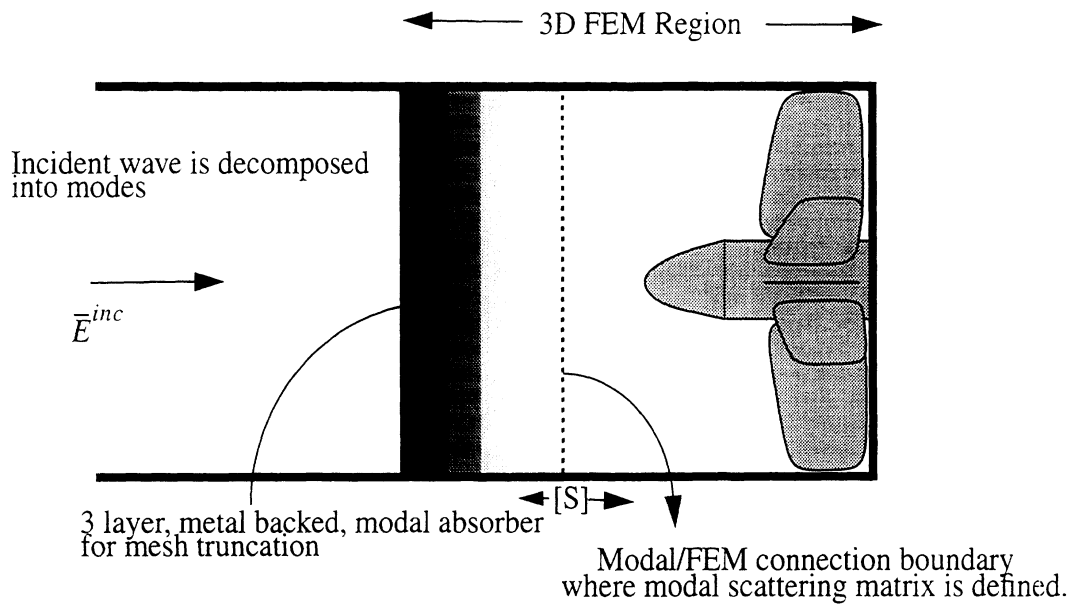 3D FEM Region
Incident wave is decomposed
into modes
E̅ inc
[S]
3 layer, metal backed, modal absorber
for mesh truncation
Modal/FEM connection boundary
where modal scattering matrix is defined.